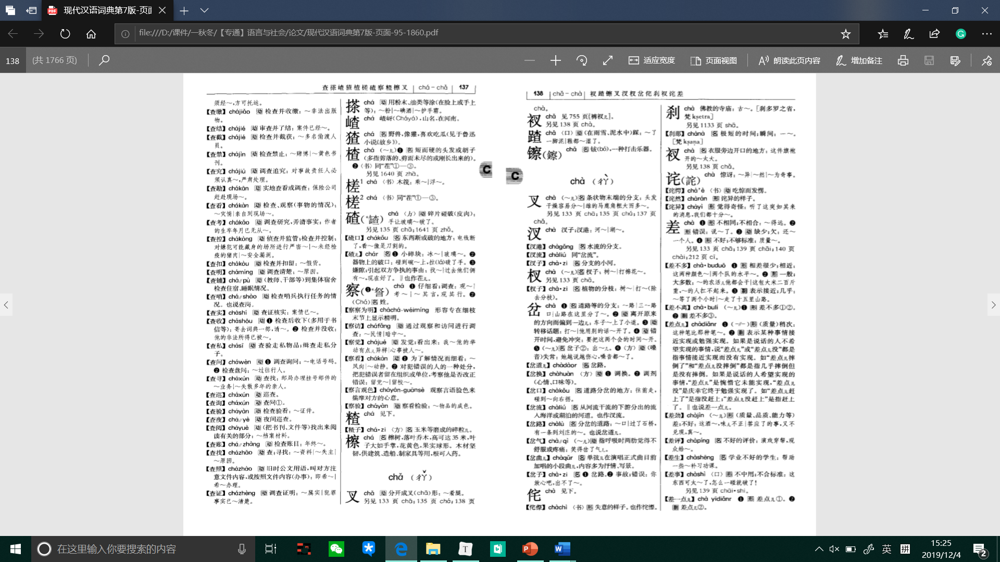 现代汉语词典第7版-页面
file:///D:/课件/一秋冬/【专通】语言与社会/论文/现代汉语词典第7版-页面-95-1860.pdf
138 (共 1766 页)
适应宽度 页面视图 朗读此页内容 增加备注
查搽嵖猹楂槎碴察𥻗檫叉 chá－chǎ 137
须经～，方可托运。
【查缴】chájiǎo 动 检查并收缴：～非法出版
物。
【查结】chájié 动 审查并了结：案件已经～。
【查截】chájié 动 检查并截获：～多名偷渡人
员。
【查禁】chájìn 动 检查禁止：～赌博｜～黄色书
刊。
【查究】chájiū 动 调查追究：对事故责任人必
须认真～，严肃处理。
【查勘】chákān 动 实地查看或调查：保险公司
赶赴现场～。
【查看】chákàn 动 检查、观察(事物的情况)：
～灾情｜亲自到现场～。
【查考】chákǎo 动 调查研究，弄清事实：作者
的生卒年月已无从～。
【查控】chákòng 动 侦查并监管；检查并控制：
对嫌犯可能藏身的场所进行严密～｜～未经检
疫的猪肉｜～安全漏洞。
【查扣】chákòu 动 检查并扣留：～假货。
【查明】chámíng 动 调查清楚：～原因。
【查铺】chá∥pù 动 (教师、干部等)到集体宿舍
检查住宿、睡眠情况。
【查哨】chá∥shào 动 检查哨兵执行任务的情
况。也说查岗。
【查实】cháshí 动 查证核实：案情已～。
【查收】cháshōu 动 ❶ 检查后收下(多用于书
信等)：寄去词典一部，请～。❷ 检查并没收：
他的非法所得已被～。
【查私】chásī 动 查验走私物品；缉查走私分
子。
【查问】cháwèn 动 ❶ 调查询问：～电话号码。
❷ 检查盘问：～过往行人。
【查寻】cháxún 动 查找：邮局办理挂号邮件的
～业务｜～失散多年的亲人。
【查巡】cháxún 动 巡查。
【查询】cháxún 动 查问①。
【查验】cháyàn 动 检查验看：～证件。
【查夜】chá∥yè 动 夜间巡查。
【查阅】cháyuè 动 (把书刊、文件等)找出来阅
读有关的部分：～档案材料。
【查账】chá∥zhàng 动 检查账目：年终～。
【查找】cházhǎo 动 查；寻找：～资料｜～失主｜
～原因。
【查照】cházhào 动 旧时公文用语，叫对方注
意文件内容，或按照文件内容(办事)：即希～｜
希～办理。
【查证】cházhèng 动 调查证明：～属实｜犯罪
事实已～清楚。
搽 chá 动 用粉末、油类等涂(在脸上或手上
等)：～粉｜～碘酒｜～护手霜。
嵖 chá 嵖岈(Cháyá)，山名，在河南。
猹 chá 名 野兽，像獾，喜欢吃瓜(见于鲁迅
小说《故乡》)。
楂 chá (～儿)❶ 名 短而硬的头发或胡子
(多指剪落的、剪而未尽的或刚长出来的)。
❷〈书〉同“茬”①—③。
另见 1640 页 zhā。
槎1 chá 〈书〉木筏：乘～｜浮～。
槎2 chá 〈书〉同“茬”①—③。
碴(*䃰) chá 〈方〉动 碎片碰破(皮肉)：
手让玻璃～破了。
另见 135 页 chā；1641 页 zhǎ。
【碴口】chákǒu 名 东西断或破的地方：电线断
了，看～像是刀割的。
【碴儿】chár 名 ❶ 小碎块：冰～｜玻璃～。❷
器物上的破口：碰到碗～上，拉(lá)破了手。❸
嫌隙；引起双方争执的事由：找～｜过去他们俩
有～，现在好了。‖也作茬儿。
察(❶*詧) chá ❶ 仔细看；调查：观～｜
考～｜～其言，观其行。❷
(Chá)名 姓。
【察察为明】cháchá-wéimíng 形容专在细枝
末节上显示精明。
【察访】cháfǎng 动 通过观察和访问进行调
查：～民情｜暗中～。
【察觉】chájué 动 发觉；看出来：我～他的举
动有点儿异样｜心事被人～。
【察看】chákàn 动 ❶ 为了解情况而细看：～
风向｜～动静。❷ 对犯错误的人的一种处分，
把犯错误者留在组织或单位，考察他是否改正
错误：留党～｜留校～。
【察言观色】cháyán-guānsè 观察言语脸色来
揣摩对方的心意。
【察验】cháyàn 动 察看检验：～物品的成色。
𥻗 chá 见下。
【𥻗子】chá·zi 〈方〉名 玉米等磨成的碎粒儿。
檫 chá 名 檫树，落叶乔木，高可达 35 米，叶
子大如手掌，花黄色，果实球形。木材坚
韧，供建筑、造船、制家具等用，根可入药。
chǎ (ㄔㄚˇ)
叉 chǎ 动 分开成叉(chā)形：～着腿。
另见 133 页 chā；135 页 chá；138 页
C
138 chǎ－chà 衩蹅镲叉汊杈岔侘刹衩诧差
chà。
衩 chǎ 见 755 页〖裤衩儿〗。
另见 138 页 chà。
蹅 chǎ 〈口〉动 (在雨雪、泥水中)踩：～了
一脚泥｜鞋都～湿了。
镲(鑔) chǎ 名 钹(bó)，一种打击乐器。
C
chà (ㄔㄚˋ)
叉 chà (～儿)名 条状物末端的分支：头发
干燥容易分～｜雄的马鹿角粗大而多～。
另见 133 页 chā；135 页 chá；137 页
chǎ。
汊 chà 汊子；汊港：河～｜湖～。
【汊港】chàgǎng 名 水流的分支。
【汊流】chàliú 同“岔流”。
【汊子】chà·zi 名 分支的小河。
杈 chà (～儿)名 杈子：树～｜打棉花～。
另见 133 页 chā。
【杈子】chà·zi 名 植物的分枝：树～｜打～(除
去分枝)。
岔 chà ❶ 名 道路等的分支：～路｜三～路
口｜山路在这里分了～。❷ 动 离开原来
的方向而偏到一边儿：车子～上了小道。❸ 动
转移话题：打～｜他用别的话～开了。❹ 动 错
开时间，避免冲突：要把这两个会的时间～开。
❺ (～儿)名 岔子②：出～儿。❻〈方〉动 (嗓
音)失常：她越说越伤心，嗓音都～了。
【岔道儿】chàdàor 名 岔路。
【岔换】chàhuàn 〈方〉动 ❶ 调换。❷ 调剂
(心情、口味等)。
【岔口】chàkǒu 名 道路分岔的地方：往前走，
碰到～向右拐。
【岔流】chàliú 名 从河流干流的下游分出的流
入海洋或湖泊的河道。也作汊流。
【岔路】chàlù 名 分岔的道路：～口｜过了石桥，
有一条到刘庄的～。也说岔道儿。
【岔气】chà∥qì (～儿)动 指呼吸时两肋觉得不
舒服或疼痛：笑得岔了气儿。
【岔曲儿】chàqǔr 名 单弦儿在演唱正式曲目前
加唱的小段曲儿，内容多为抒情、写景。
【岔子】chà·zi 名 ❶ 岔路。❷ 事故；错误：你
放心吧，出不了～。
侘 chà 见下。
【侘傺】chàchì 〈书〉形 失意的样子。也作侘憏。
刹 chà 佛教的寺庙：古～。[刹多罗之省，
梵 kṣetra]
另见 1133 页 shā。
【刹那】chànà 名 极短的时间；瞬间：一～。
[梵 kṣaṇa]
衩 chà 名 衣服旁边开口的地方：这件旗袍
开的～太大。
另见 138 页 chǎ。
诧(詫) chà 惊讶：～异｜～然｜～为奇事。
【诧愕】chà'è 〈书〉动 吃惊而发愣。
【诧然】chàrán 形 诧异的样子。
【诧异】chàyì 形 觉得奇怪：听了这突如其来
的消息，我们都十分～。
差 chà ❶ 形 不相同；不相合：～得远。❷
形 错误：说～了。❸ 动 缺少；欠：还～
一个人。❹ 形 不好；不够标准：质量～。
另见 133 页 chā；139 页 chāi；140 页
chài；212 页 cī。
【差不多】chà·buduō ❶ 形 相差很少；相近：
这两种颜色～｜两个队的水平～。❷ 形 一般；
大多数：～的农活儿他都会干｜这包大米二百斤
重，～的人扛不起来。❸ 副 表示接近；几乎：
～等了两个小时｜～走了十五里山路。
【差不离】chà·bulí (～儿)❶ 形 差不多①②。
❷ 副 差不多③。
【差点儿】chàdiǎnr ❶ (-∥-)形 (质量)稍次：
这种笔比那种笔～。❷ 副 表示某种事情接
近实现或勉强实现。如果是说话的人不希
望实现的事情，说“差点儿”或“差点儿没”都是
指事情接近实现而没有实现。如“差点儿摔
倒了”和“差点儿没摔倒”都是指几乎摔倒但
是没有摔倒。如果是说话的人希望实现的
事情，“差点儿”是惋惜它未能实现，“差点儿
没”是庆幸它终于勉强实现了。如“差点儿赶
上了”是指没赶上；“差点儿没赶上”是指赶上
了。‖也说差一点儿。
【差劲】chàjìn (～儿)形 (质量、品质、能力等)
差；不好：这酒～，味儿不正｜答应了的事，又不
兑现，真～。
【差评】chàpíng 名 不好的评价：演戏穿帮，观
众给～。
【差生】chàshēng 名 学业不好的学生：帮助
一些～补习功课。
【差事】chàshì 〈口〉形 不中用；不合标准：这
东西可太～了，怎么一碰就破了！
另见 139 页 chāi·shi。
【差一点儿】chà yīdiǎnr ❶ 形 差点儿①。❷
副 差点儿②。
在这里输入你要搜索的内容
英 拼
15:25
2019/12/4
2